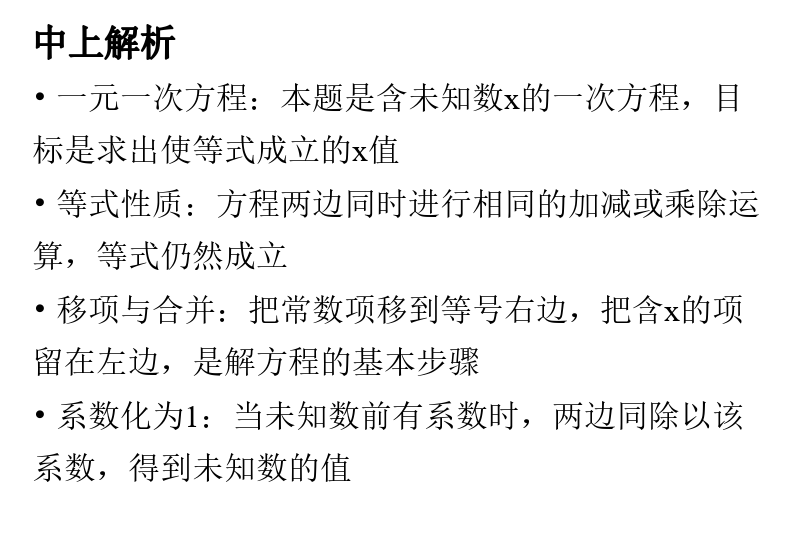 中上解析
• 一元一次方程：本题是含未知数x的一次方程，目
标是求出使等式成立的x值
• 等式性质：方程两边同时进行相同的加减或乘除运
算，等式仍然成立
• 移项与合并：把常数项移到等号右边，把含x的项
留在左边，是解方程的基本步骤
• 系数化为1：当未知数前有系数时，两边同除以该
系数，得到未知数的值